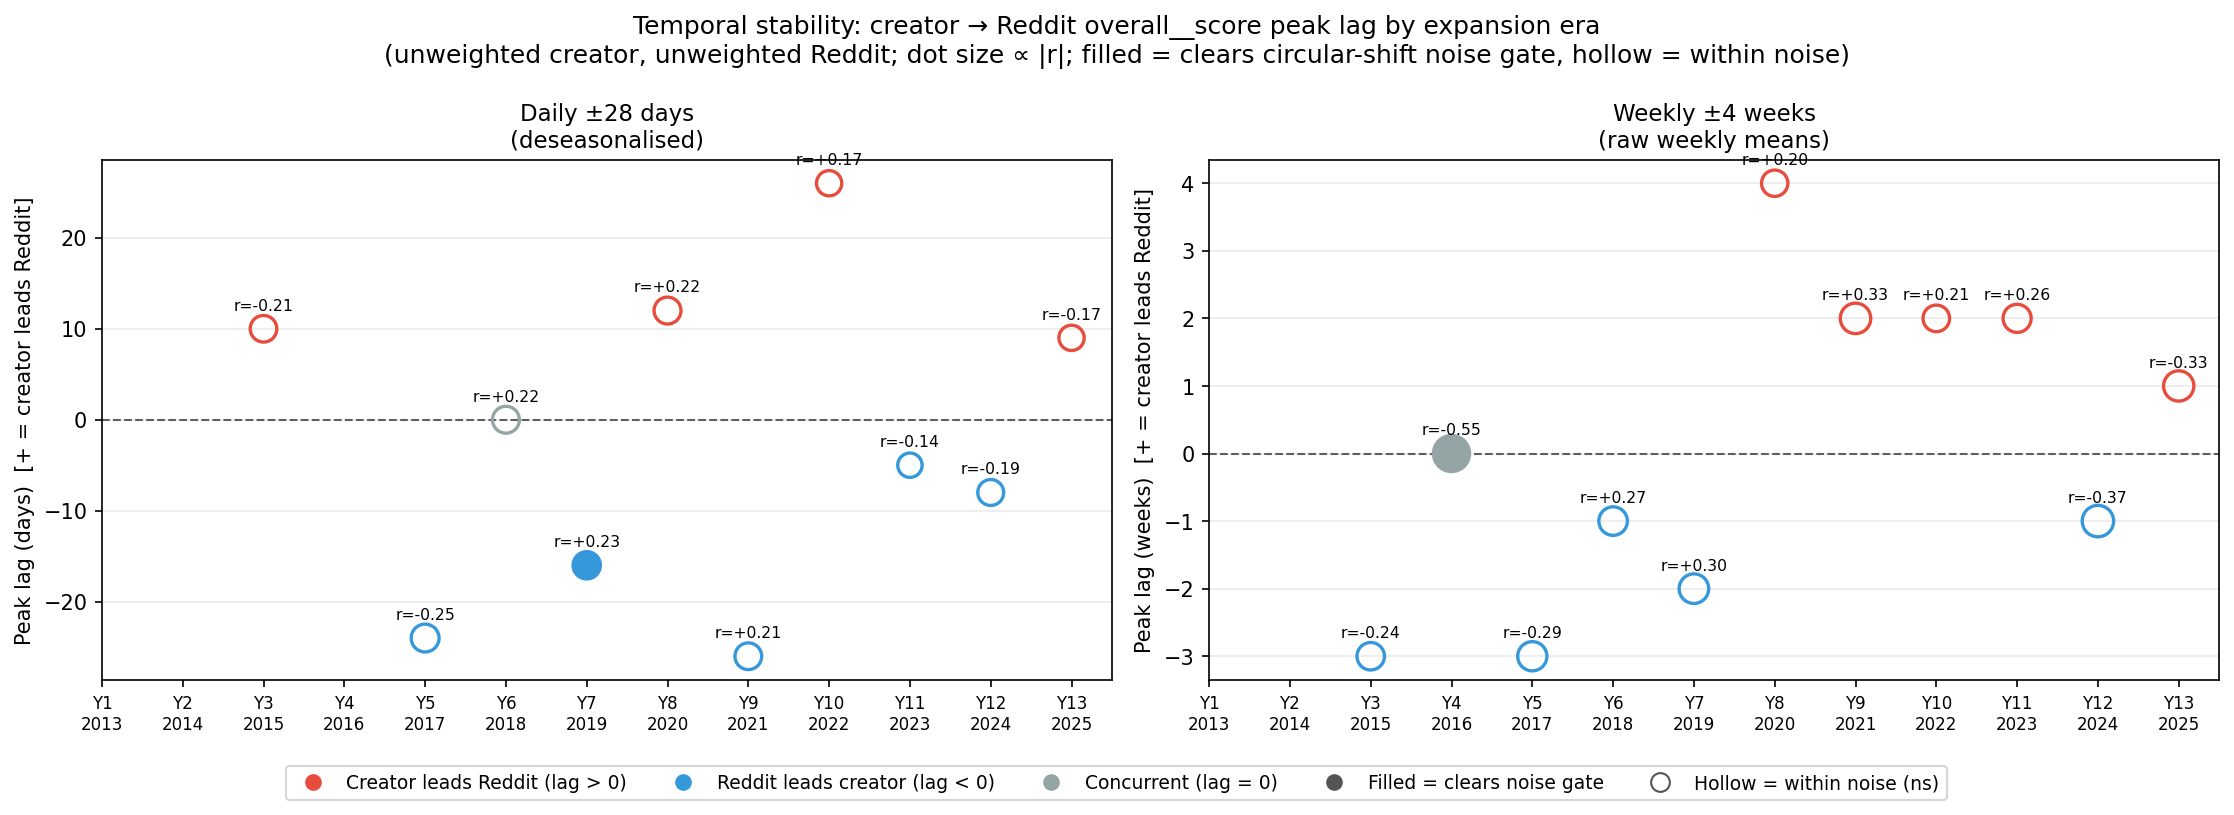 Temporal stability: creator → Reddit overall__score peak lag by expansion era
(unweighted creator, unweighted Reddit; dot size ∝ |r|; filled = clears circular-shift noise gate, hollow = within noise)
Daily ±28 days
(deseasonalised)
Peak lag (days)  [+ = creator leads Reddit]
20
10
0
−10
−20
r=-0.21
r=-0.25
r=+0.22
r=+0.23
r=+0.22
r=+0.21
r=+0.17
r=-0.14
r=-0.19
r=-0.17
Y1 Y2 Y3 Y4 Y5 Y6 Y7 Y8 Y9 Y10 Y11 Y12 Y13
2013 2014 2015 2016 2017 2018 2019 2020 2021 2022 2023 2024 2025
Weekly ±4 weeks
(raw weekly means)
Peak lag (weeks)  [+ = creator leads Reddit]
4
3
2
1
0
−1
−2
−3
r=-0.24
r=-0.55
r=-0.29
r=+0.27
r=+0.30
r=+0.20
r=+0.33
r=+0.21
r=+0.26
r=-0.37
r=-0.33
Y1 Y2 Y3 Y4 Y5 Y6 Y7 Y8 Y9 Y10 Y11 Y12 Y13
2013 2014 2015 2016 2017 2018 2019 2020 2021 2022 2023 2024 2025
Creator leads Reddit (lag > 0)
Reddit leads creator (lag < 0)
Concurrent (lag = 0)
Filled = clears noise gate
Hollow = within noise (ns)